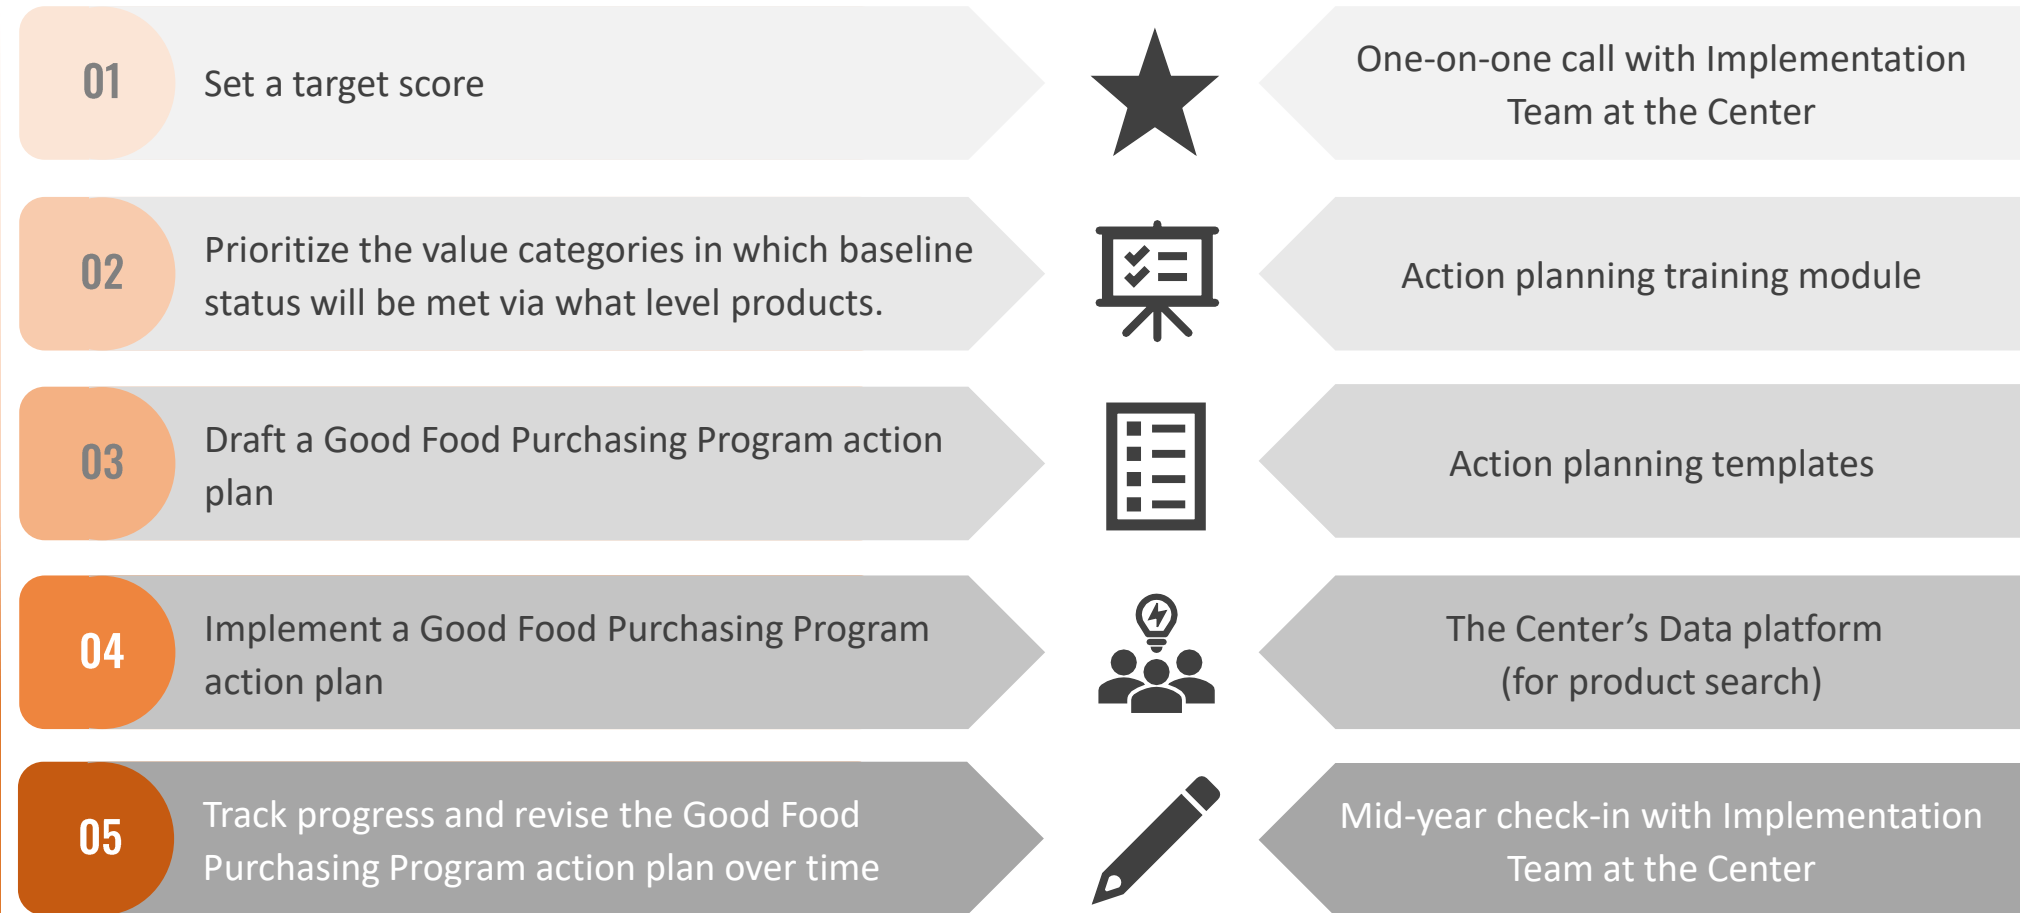 01
Set a target score
One-on-one call with Implementation
Team at the Center
02
Prioritize the value categories in which baseline
status will be met via what level products.
Action planning training module
03
Draft a Good Food Purchasing Program action
plan
Action planning templates
04
Implement a Good Food Purchasing Program
action plan
The Center’s Data platform
(for product search)
05
Track progress and revise the Good Food
Purchasing Program action plan over time
Mid-year check-in with Implementation
Team at the Center